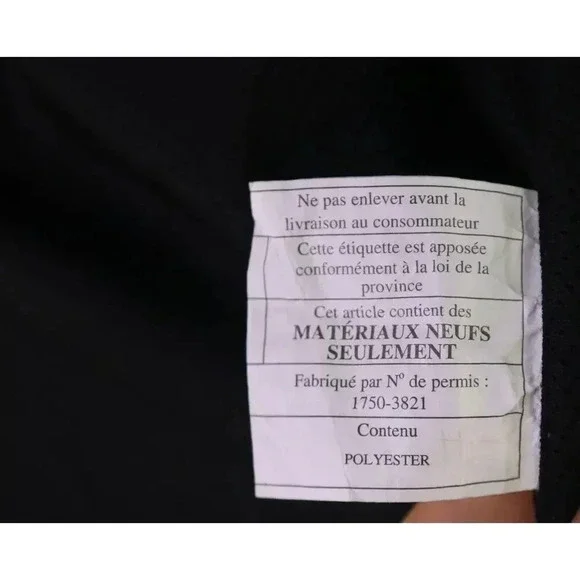 Ne pas enlever avant la
livraison au consommateur
Cette étiquette est apposée
conformément à la loi de la
province
Cet article contient des
MATÉRIAUX NEUFS
SEULEMENT
Fabriqué par Nº de permis :
1750-3821
Contenu
POLYESTER